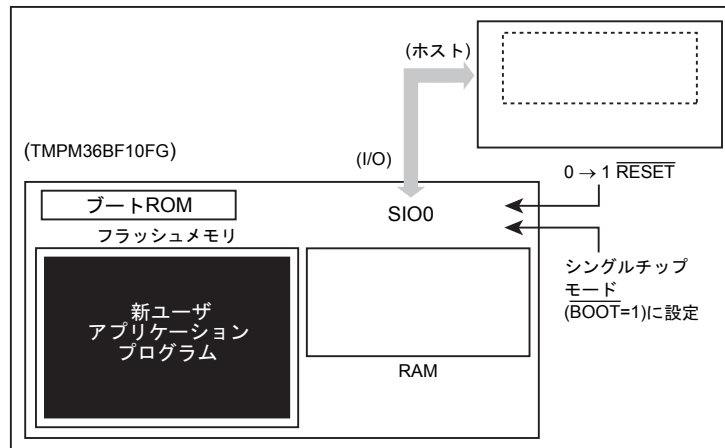 (ホスト)
(TMPM36BF10FG)
(I/O)
0 → 1 RESET
ブートROM
SIO0
フラッシュメモリ
新ユーザ
アプリケーション
プログラム
シングルチップ
モード
(BOOT=1)に設定
RAM